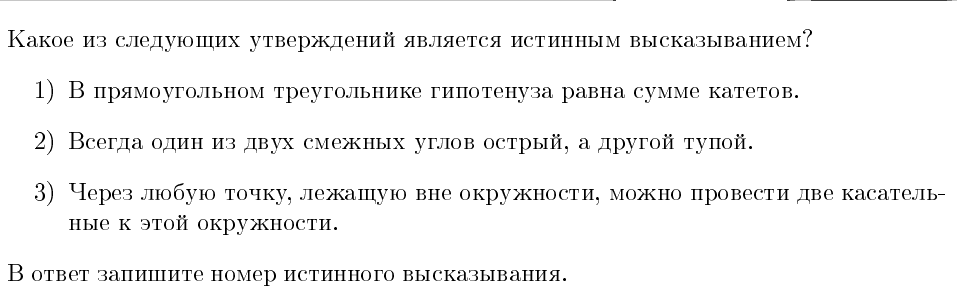 Какое из следующих утверждений является истинным высказыванием?
1) В прямоугольном треугольнике гипотенуза равна сумме катетов.
2) Всегда один из двух смежных углов острый, а другой тупой.
3) Через любую точку, лежащую вне окружности, можно провести две касатель-
ные к этой окружности.
В ответ запишите номер истинного высказывания.